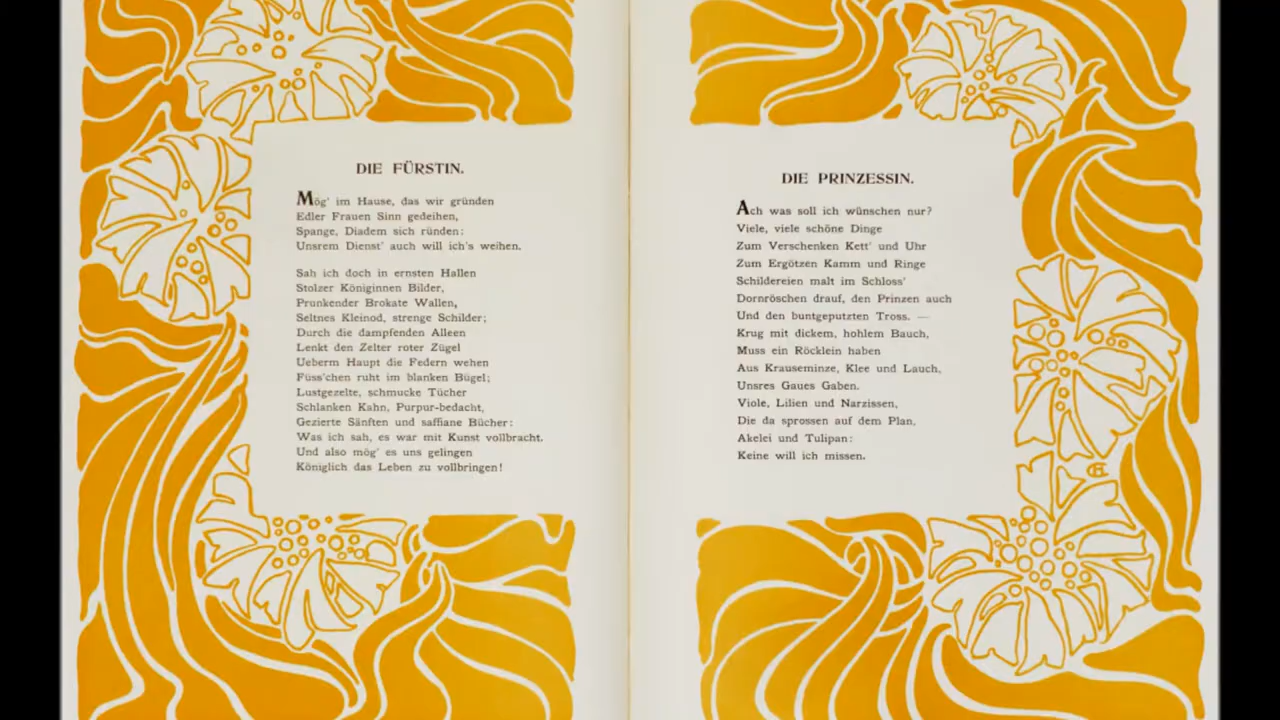 DIE FÜRSTIN.
Mög' im Hause, das wir gründen
Edler Frauen Sinn gedeihen,
Spange, Diadem sich ründen:
Unsrem Dienst' auch will ich's weihen.
Sah ich doch in ernsten Hallen
Stolzer Königinnen Bilder,
Prunkender Brokate Wallen,
Seltnes Kleinod, strenge Schilder;
Durch die dampfenden Alleen
Lenkt den Zelter roter Zügel
Ueberm Haupt die Federn wehen
Füss'chen ruht im blanken Bügel;
Lustgezelte, schmucke Tücher
Schlanken Kahn, Purpur-bedacht,
Gezierte Sänften und saffiane Bücher:
Was ich sah, es war mit Kunst vollbracht.
Und also mög' es uns gelingen
Königlich das Leben zu vollbringen!
DIE PRINZESSIN.
Ach was soll ich wünschen nur?
Viele, viele schöne Dinge
Zum Verschenken Kett' und Uhr
Zum Ergötzen Kamm und Ringe
Schildereien malt im Schloss'
Dornröschen drauf, den Prinzen auch
Und den buntgeputzten Tross. —
Krug mit dickem, hohlem Bauch,
Muss ein Röcklein haben
Aus Krauseminze, Klee und Lauch,
Unsres Gaues Gaben.
Viole, Lilien und Narzissen,
Die da sprossen auf dem Plan,
Akelei und Tulipan:
Keine will ich missen.